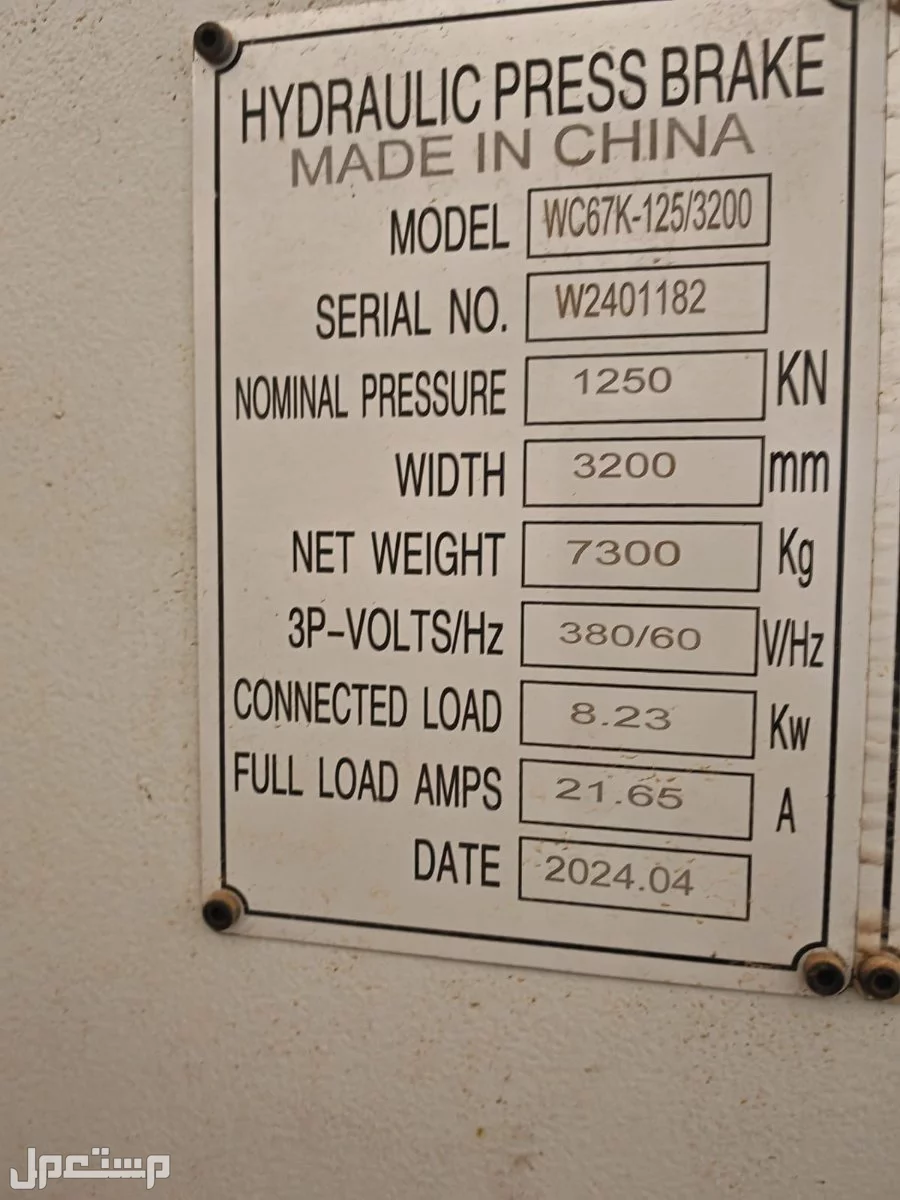 HYDRAULIC PRESS BRAKE
MADE IN CHINA
MODEL WC67K-125/3200
SERIAL NO. W2401182
NOMINAL PRESSURE 1250 KN
WIDTH 3200 mm
NET WEIGHT 7300 Kg
3P-VOLTS/Hz 380/60 V/Hz
CONNECTED LOAD 8.23 Kw
FULL LOAD AMPS 21.65 A
DATE 2024.04
مستعمل